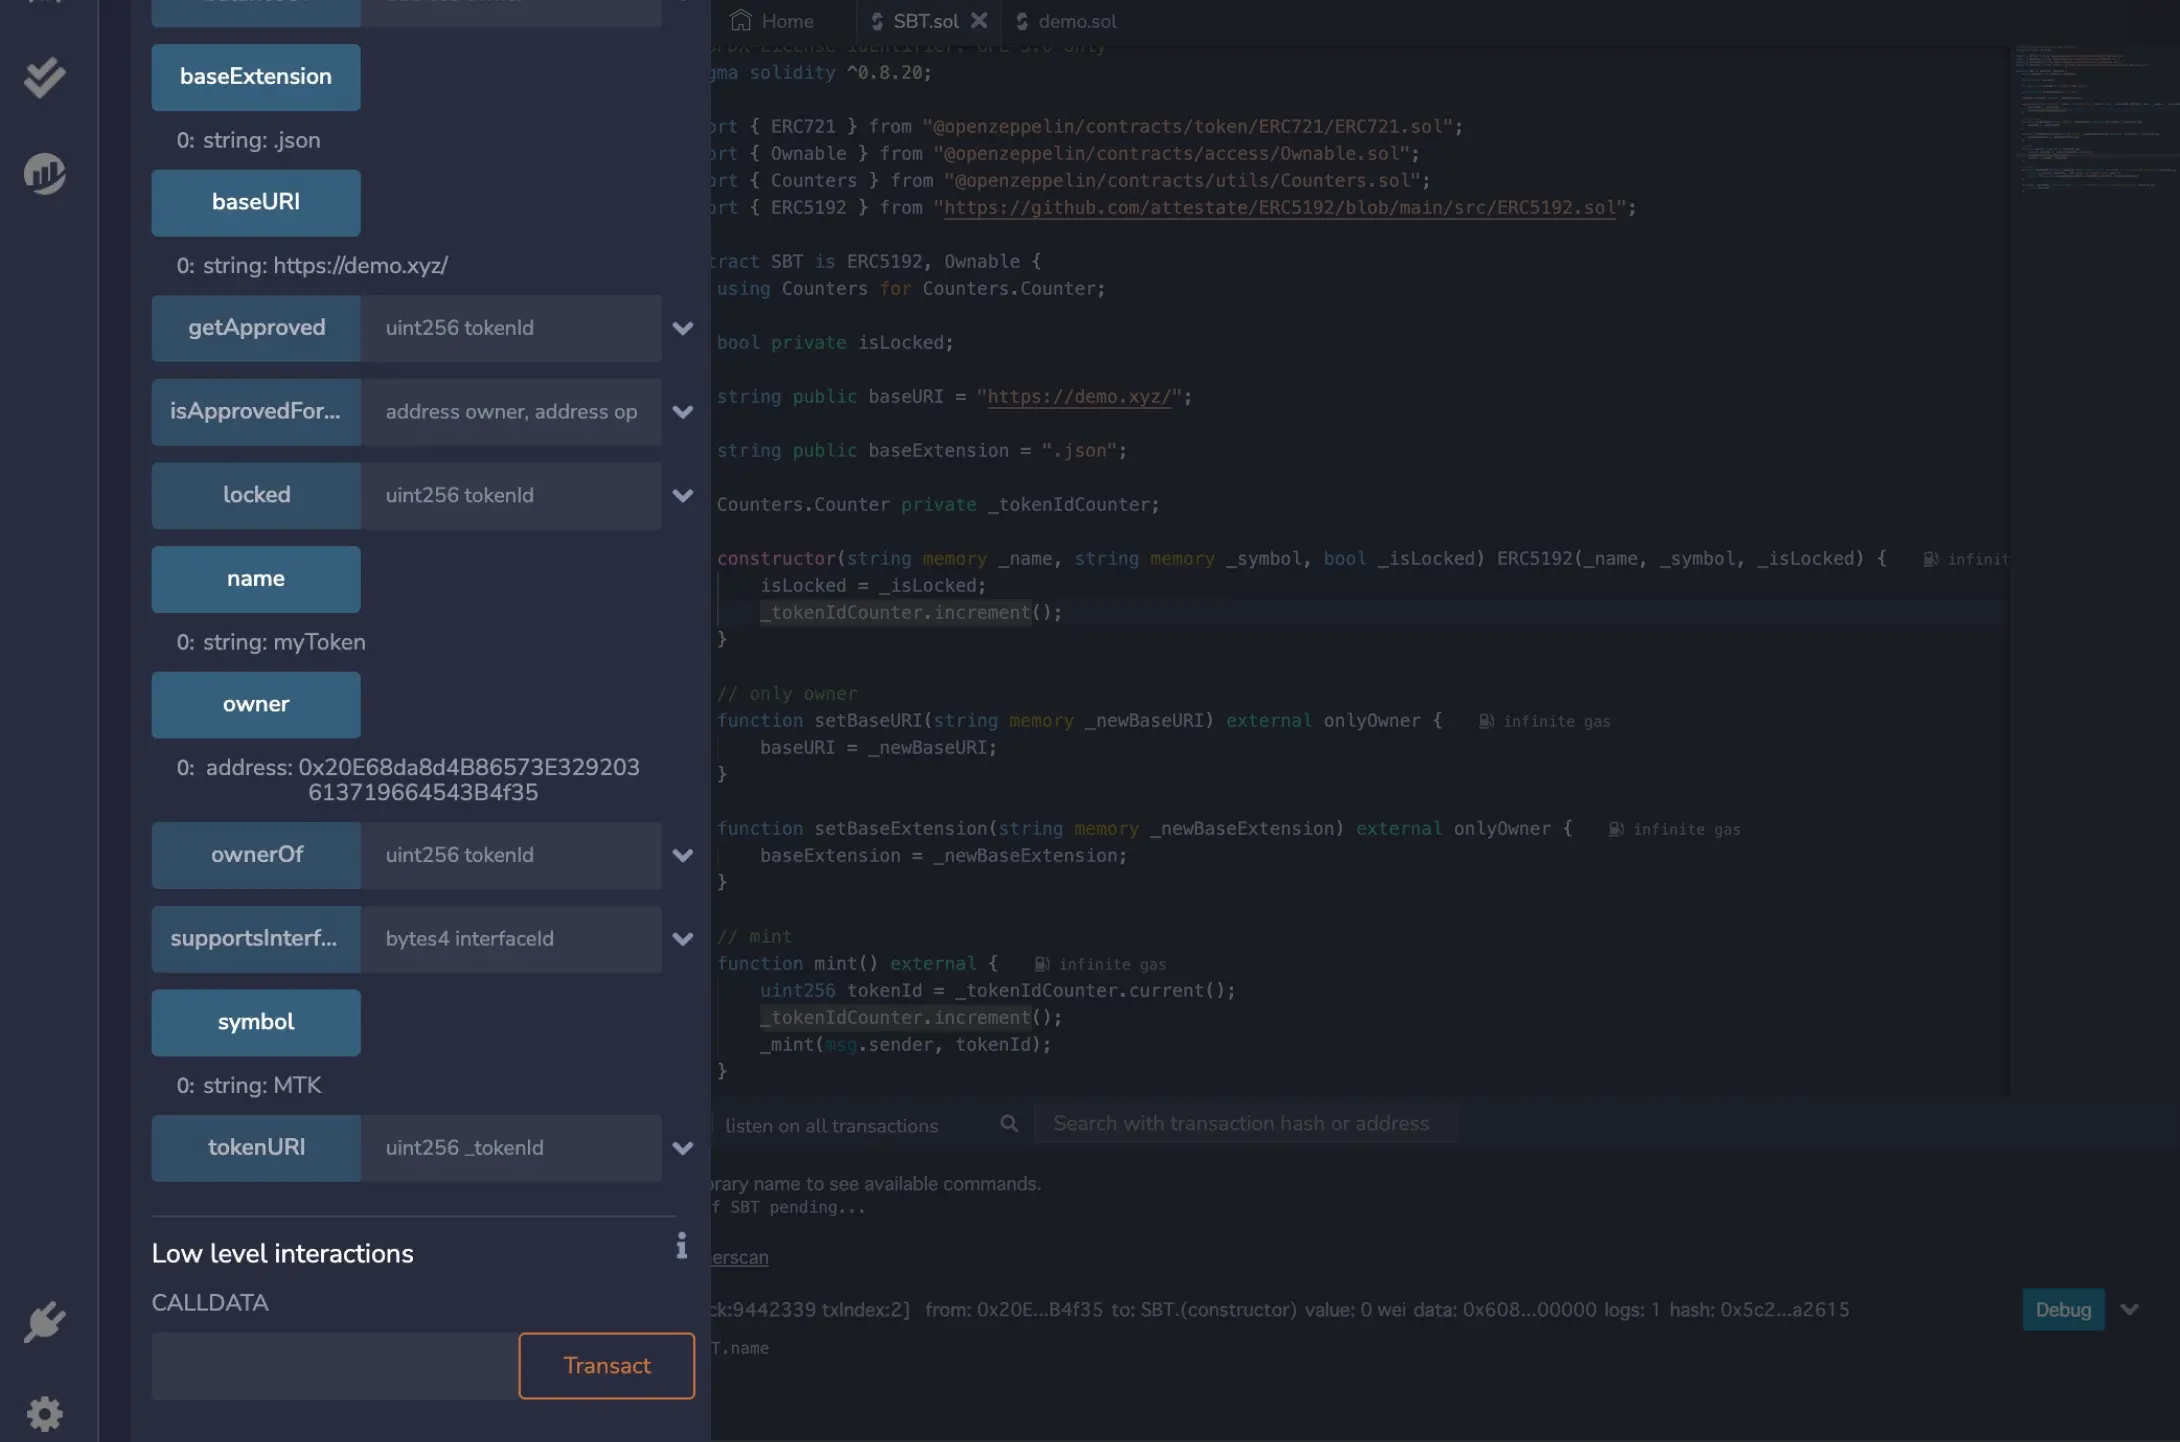 baseExtension
0: string: .json
baseURI
0: string: https://demo.xyz/
getApproved uint256 tokenId
isApprovedFor... address owner, address op
locked uint256 tokenId
name
0: string: myToken
owner
0: address: 0x20E68da8d4B86573E329203
613719664543B4f35
ownerOf uint256 tokenId
supportsInterf... bytes4 interfaceId
symbol
0: string: MTK
tokenURI uint256 _tokenId
Low level interactions
CALLDATA
Transact
Home SBT.sol demo.sol
gma solidity ^0.8.20;
ort { ERC721 } from "@openzeppelin/contracts/token/ERC721/ERC721.sol";
ort { Ownable } from "@openzeppelin/contracts/access/Ownable.sol";
ort { Counters } from "@openzeppelin/contracts/utils/Counters.sol";
ort { ERC5192 } from "https://github.com/attestate/ERC5192/blob/main/src/ERC5192.sol";
tract SBT is ERC5192, Ownable {
using Counters for Counters.Counter;
bool private isLocked;
string public baseURI = "https://demo.xyz/";
string public baseExtension = ".json";
Counters.Counter private _tokenIdCounter;
constructor(string memory _name, string memory _symbol, bool _isLocked) ERC5192(_name, _symbol, _isLocked) { infinit
isLocked = _isLocked;
_tokenIdCounter.increment();
}
// only owner
function setBaseURI(string memory _newBaseURI) external onlyOwner { infinite gas
baseURI = _newBaseURI;
}
function setBaseExtension(string memory _newBaseExtension) external onlyOwner { infinite gas
baseExtension = _newBaseExtension;
}
// mint
function mint() external { infinite gas
uint256 tokenId = _tokenIdCounter.current();
_tokenIdCounter.increment();
_mint(msg.sender, tokenId);
}
listen on all transactions Search with transaction hash or address
rary name to see available commands.
f SBT pending...
erscan
ck:9442339 txIndex:2] from: 0x20E...B4f35 to: SBT.(constructor) value: 0 wei data: 0x608...00000 logs: 1 hash: 0x5c2...a2615 Debug
T.name